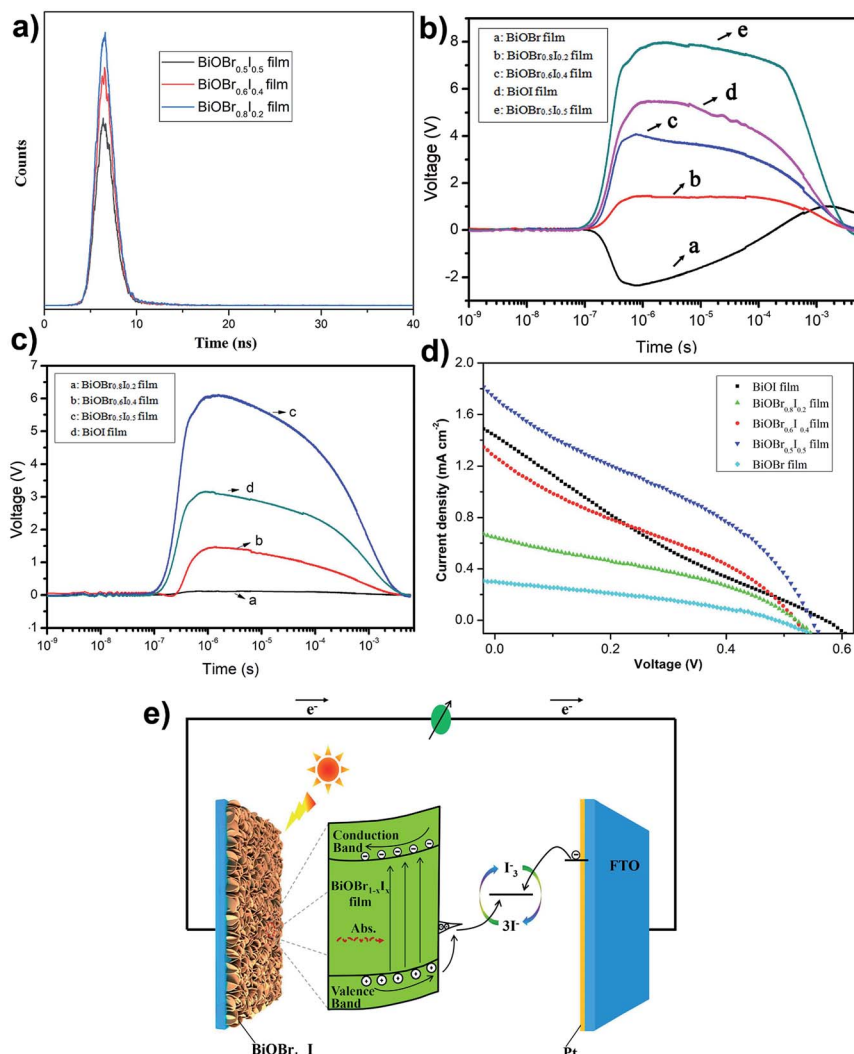 a)
BiOBr0.5I0.5 film
BiOBr0.6I0.4 film
BiOBr0.8I0.2 film
Counts
0 10 20 30 40
Time (ns)
b)
a: BiOBr film
b: BiOBr0.8I0.2 film
c: BiOBr0.6I0.4 film
d: BiOI film
e: BiOBr0.5I0.5 film
e
d
c
b
a
Voltage (V)
8
6
4
2
0
-2
10⁻⁹ 10⁻⁸ 10⁻⁷ 10⁻⁶ 10⁻⁵ 10⁻⁴ 10⁻³
Time (s)
c)
a: BiOBr0.8I0.2 film
b: BiOBr0.6I0.4 film
c: BiOBr0.5I0.5 film
d: BiOI film
c
d
b
a
Voltage (V)
6
5
4
3
2
1
0
-1
10⁻⁹ 10⁻⁸ 10⁻⁷ 10⁻⁶ 10⁻⁵ 10⁻⁴ 10⁻³
Time (s)
d)
BiOI film
BiOBr0.8I0.2 film
BiOBr0.6I0.4 film
BiOBr0.5I0.5 film
BiOBr film
Current density (mA cm⁻²)
2.0
1.6
1.2
0.8
0.4
0.0
0.0 0.2 0.4 0.6
Voltage (V)
e)
e⁻ e⁻
Conduction
Band
BiOBr1-xIx
film
Abs.
Valence
Band
I⁻3
3I⁻
FTO
Pt